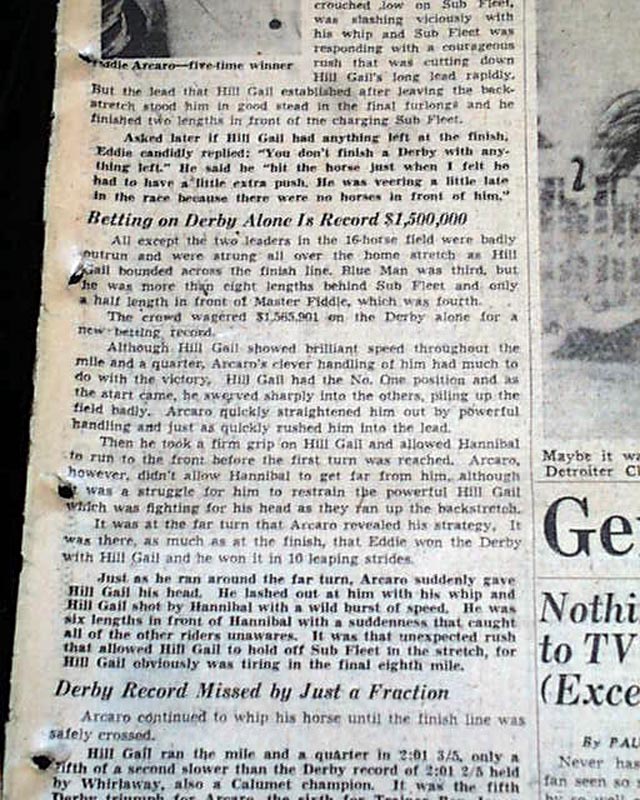 crouched low on Sub Fleet,
was slashing viciously with
his whip and Sub Fleet was
responding with a courageous
rush that was cutting down
Hill Gail's long lead rapidly.
Eddie Arcaro—five-time winner
But the lead that Hill Gail established after leaving the back-
stretch stood him in good stead in the final furlongs and he
finished two lengths in front of the charging Sub Fleet.
Asked later if Hill Gail had anything left at the finish,
Eddie candidly replied: "You don't finish a Derby with any-
thing left." He said he "hit the horse just when I felt he
had to have a little extra push. He was veering a little late
in the race because there were no horses in front of him."
Betting on Derby Alone Is Record $1,500,000
All except the two leaders in the 16-horse field were badly
outrun and were strung all over the home stretch as Hill
Gail bounded across the finish line. Blue Man was third, but
he was more than eight lengths behind Sub Fleet and only
a half length in front of Master Fiddle, which was fourth.
The crowd wagered $1,565,901 on the Derby alone for a
new betting record.
Although Hill Gail showed brilliant speed throughout the
mile and a quarter, Arcaro's clever handling of him had much to
do with the victory. Hill Gail had the No. One position and as
the start came, he swerved sharply into the others, piling up the
field badly. Arcaro quickly straightened him out by powerful
handling and just as quickly rushed him into the lead.
Then he took a firm grip on Hill Gail and allowed Hannibal
to run to the front before the first turn was reached. Arcaro,
however, didn't allow Hannibal to get far from him, although
it was a struggle for him to restrain the powerful Hill Gail
which was fighting for his head as they ran up the backstretch.
It was at the far turn that Arcaro revealed his strategy. It
was there, as much as at the finish, that Eddie won the Derby
with Hill Gail and he won it in 10 leaping strides.
Just as he ran around the far turn, Arcaro suddenly gave
Hill Gail his head. He lashed out at him with his whip and
Hill Gail shot by Hannibal with a wild burst of speed. He was
six lengths in front of Hannibal with a suddenness that caught
all of the other riders unawares. It was that unexpected rush
that allowed Hill Gail to hold off Sub Fleet in the stretch, for
Hill Gail obviously was tiring in the final eighth mile.
Derby Record Missed by Just a Fraction
Arcaro continued to whip his horse until the finish line was
safely crossed.
Hill Gail ran the mile and a quarter in 2:01 3/5, only a
fifth of a second slower than the Derby record of 2:01 2/5 held
by Whirlaway, also a Calumet champion. It was the fifth
Derby triumph for Arcaro, the sixth for Trainer
Maybe it wa
Detroiter Cl
Ge
Nothi
to TV
(Exce
By PAU
Never has
fan seen so